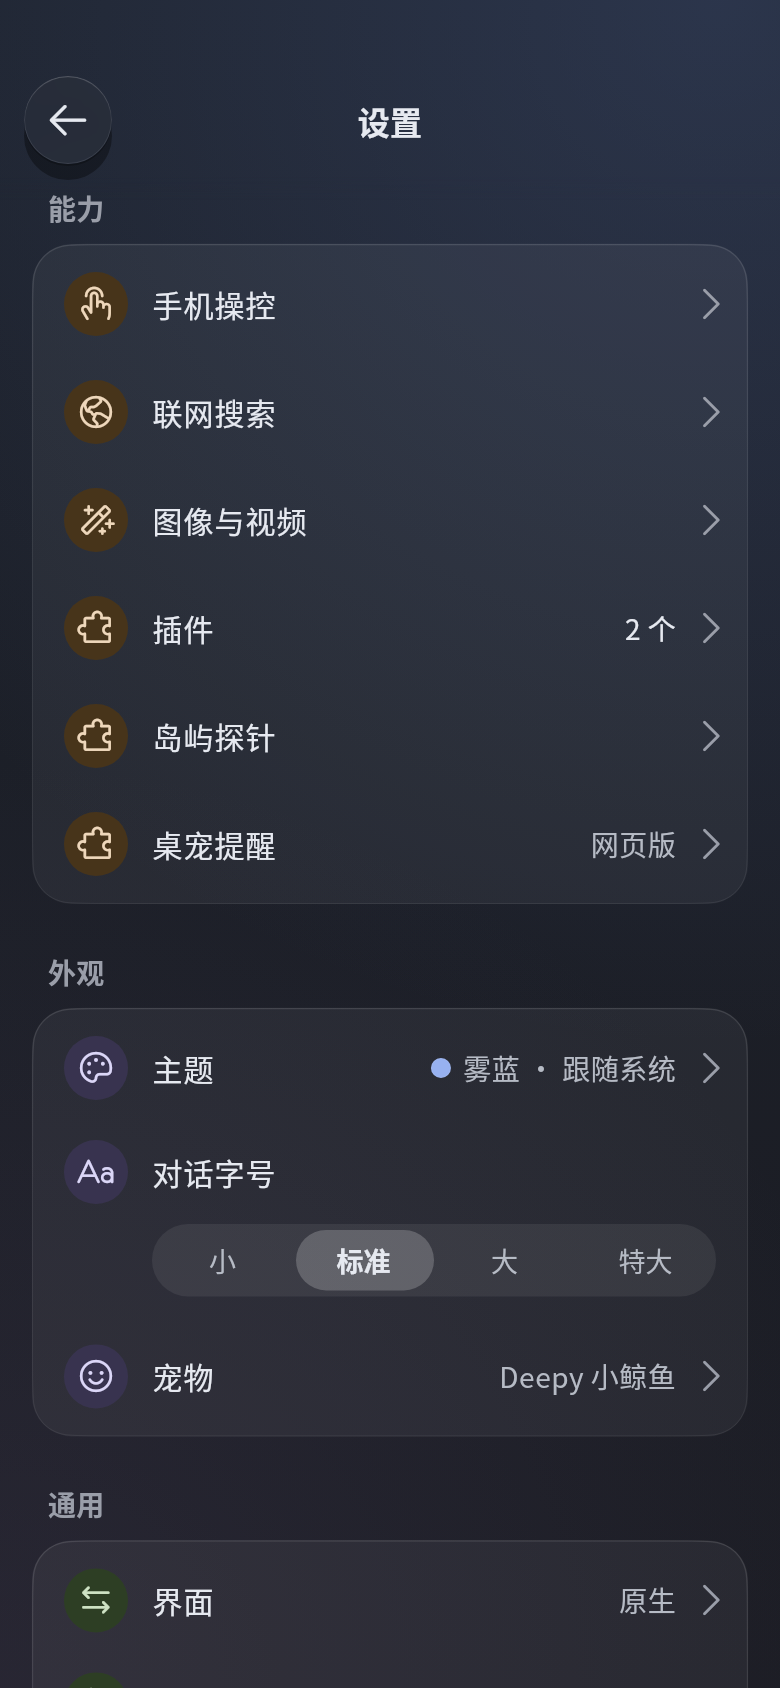 设置
能力
手机操控
联网搜索
图像与视频
插件 2 个
岛屿探针
桌宠提醒 网页版
外观
主题 雾蓝 · 跟随系统
Aa 对话字号
小 标准 大 特大
宠物 Deepy 小鲸鱼
通用
界面 原生